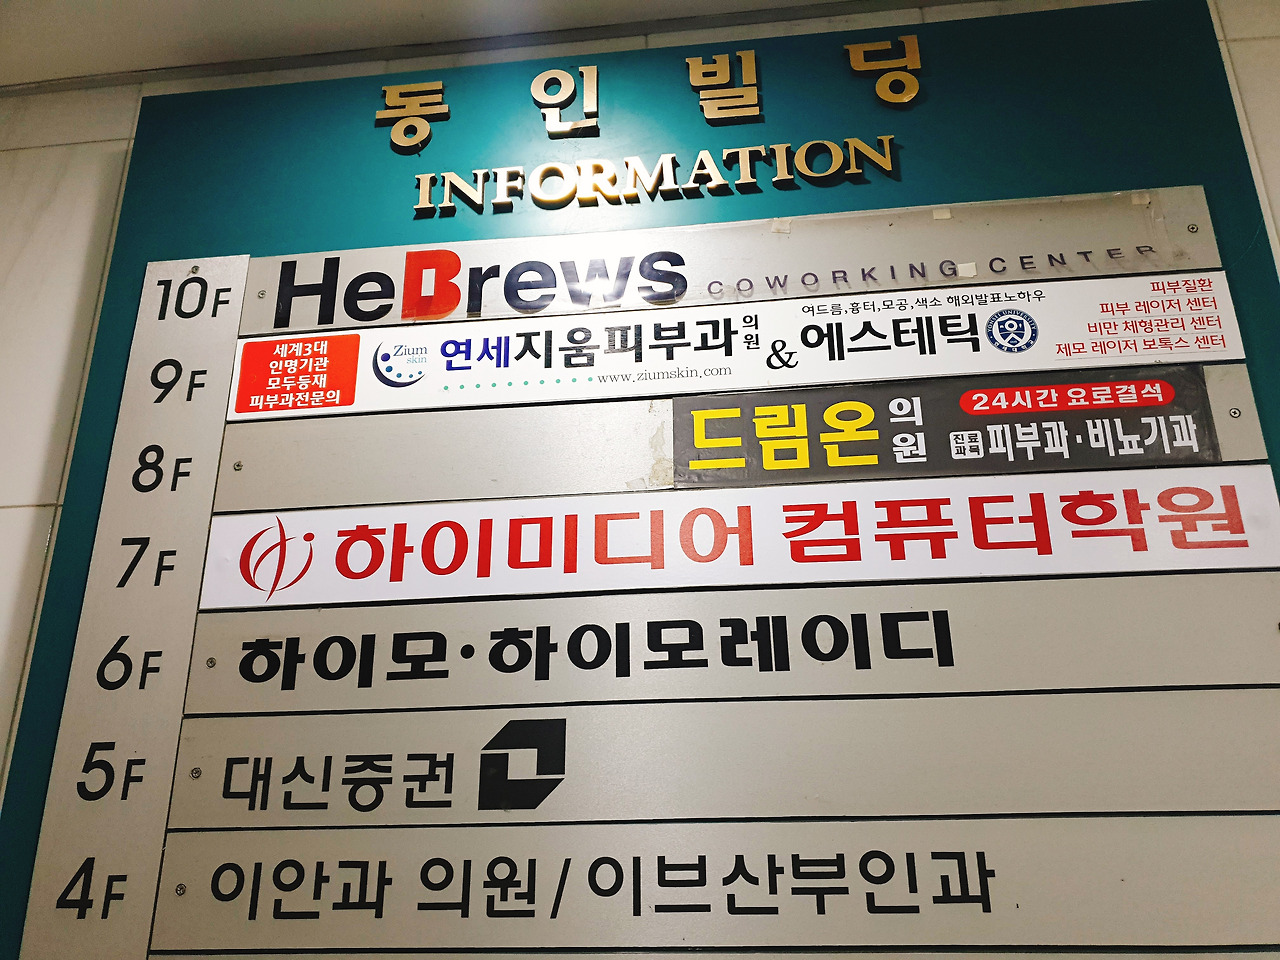 동인빌딩
INFORMATION
10F HeBrews COWORKING CENTER
9F
세계3대
인명기관
모두등재
피부과전문의
Zium
skin
연세지움피부과의원
www.ziumskin.com
&
여드름,흉터,모공,색소 해외발표노하우
에스테틱
피부질환
피부 레이저 센터
비만 체형관리 센터
제모 레이저 보톡스 센터
8F
드림온의원
24시간 요로결석
진료과목 피부과·비뇨기과
7F 하이미디어 컴퓨터학원
6F 하이모·하이모레이디
5F 대신증권
4F 이안과 의원/이브산부인과